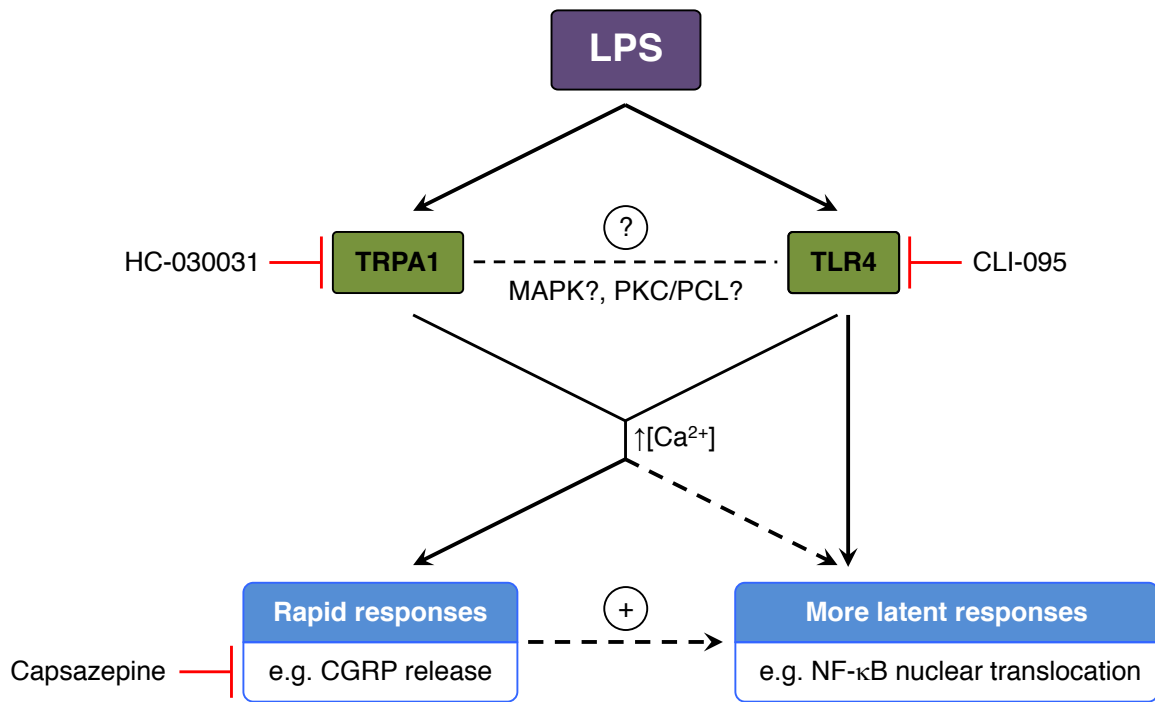 LPS
?
HC-030031
TRPA1
TLR4
CLI-095
MAPK?, PKC/PCL?
↑[Ca²⁺]
Rapid responses
+
More latent responses
Capsazepine
e.g. CGRP release
e.g. NF-κB nuclear translocation